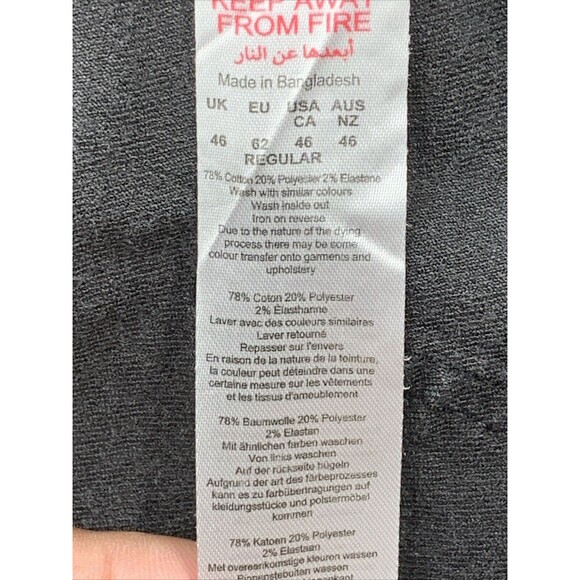 KEEP AWAY
FROM FIRE
أبعدها عن النار
Made in Bangladesh
UK EU USA AUS
CA NZ
46 62 46 46
REGULAR
78% Cotton 20% Polyester 2% Elastane
Wash with similar colours
Wash inside out
Iron on reverse
Due to the nature of the dying
process there may be some
colour transfer onto garments and
upholstery
78% Coton 20% Polyester
2% Élasthanne
Laver avec des couleurs similaires
Laver retourné
Repasser sur l'envers
En raison de la nature de la teinture,
la couleur peut déteindre dans une
certaine mesure sur les vêtements
et les tissus d'ameublement
78% Baumwolle 20% Polyester
2% Elastan
Mit ähnlichen farben waschen
Von links waschen
Auf der rückseite bügeln
Aufgrund der art des färbeprozesses
kann es zu farbübertragungen auf
kleidungsstücke und polstermöbel
kommen
78% Katoen 20% Polyester
2% Elastaan
Met overeenkomstige kleuren wassen
Binnenstebuiten wassen